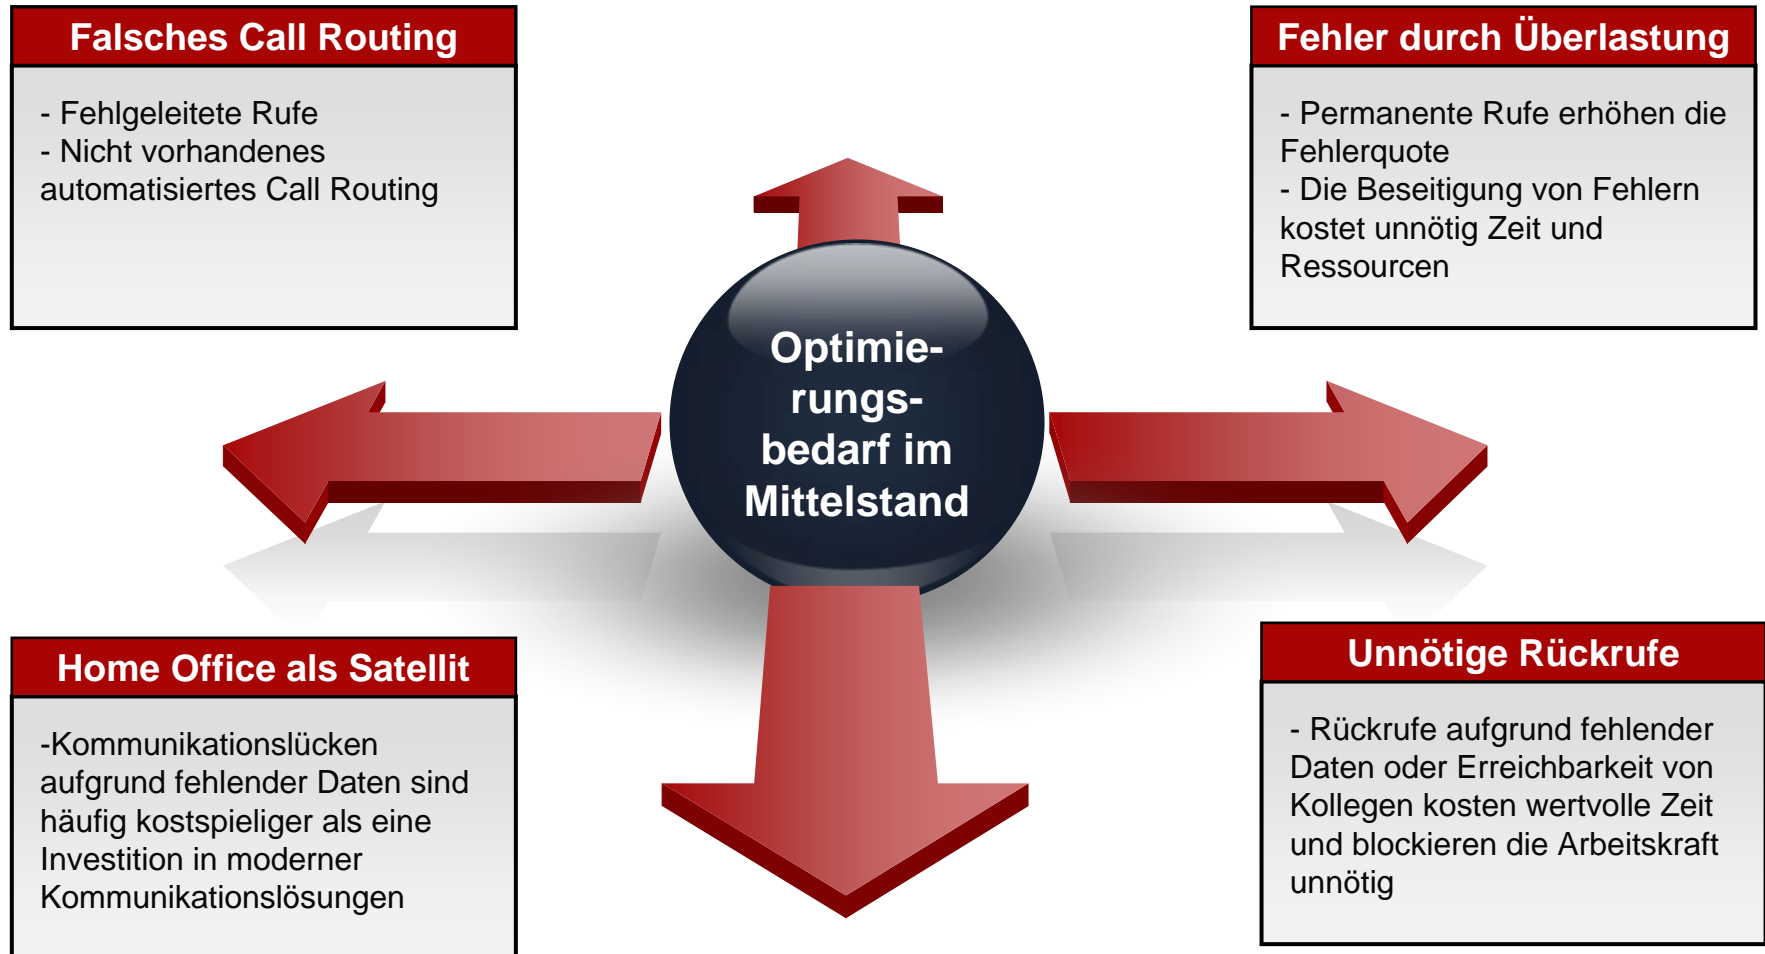 Falsches Call Routing
- Fehlgeleitete Rufe
- Nicht vorhandenes
automatisiertes Call Routing
Fehler durch Überlastung
- Permanente Rufe erhöhen die
Fehlerquote
- Die Beseitigung von Fehlern
kostet unnötig Zeit und
Ressourcen
Optimie-
rungs-
bedarf im
Mittelstand
Home Office als Satellit
-Kommunikationslücken
aufgrund fehlender Daten sind
häufig kostspieliger als eine
Investition in moderner
Kommunikationslösungen
Unnötige Rückrufe
- Rückrufe aufgrund fehlender
Daten oder Erreichbarkeit von
Kollegen kosten wertvolle Zeit
und blockieren die Arbeitskraft
unnötig